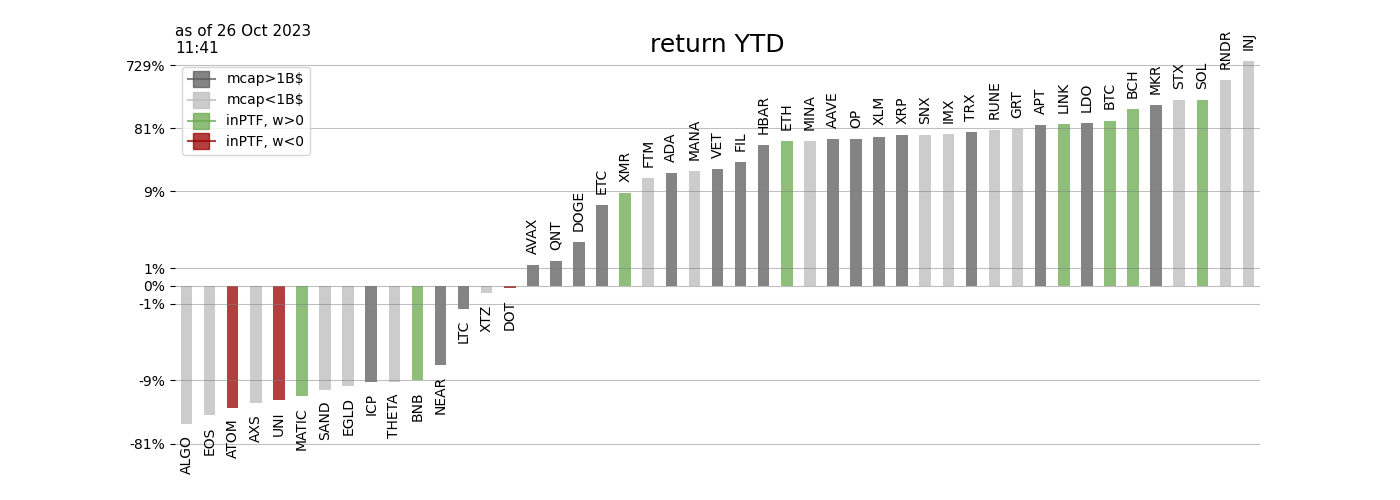 as of 26 Oct 2023
11:41
return YTD
729%
81%
9%
1%
0%
-1%
-9%
-81%
mcap>1B$
mcap<1B$
inPTF, w>0
inPTF, w<0
ALGO
EOS
ATOM
AXS
UNI
MATIC
SAND
EGLD
ICP
THETA
BNB
NEAR
LTC
XTZ
DOT
AVAX
QNT
DOGE
ETC
XMR
FTM
ADA
MANA
VET
FIL
HBAR
ETH
MINA
AAVE
OP
XLM
XRP
SNX
IMX
TRX
RUNE
GRT
APT
LINK
LDO
BTC
BCH
MKR
STX
SOL
RNDR
INJ